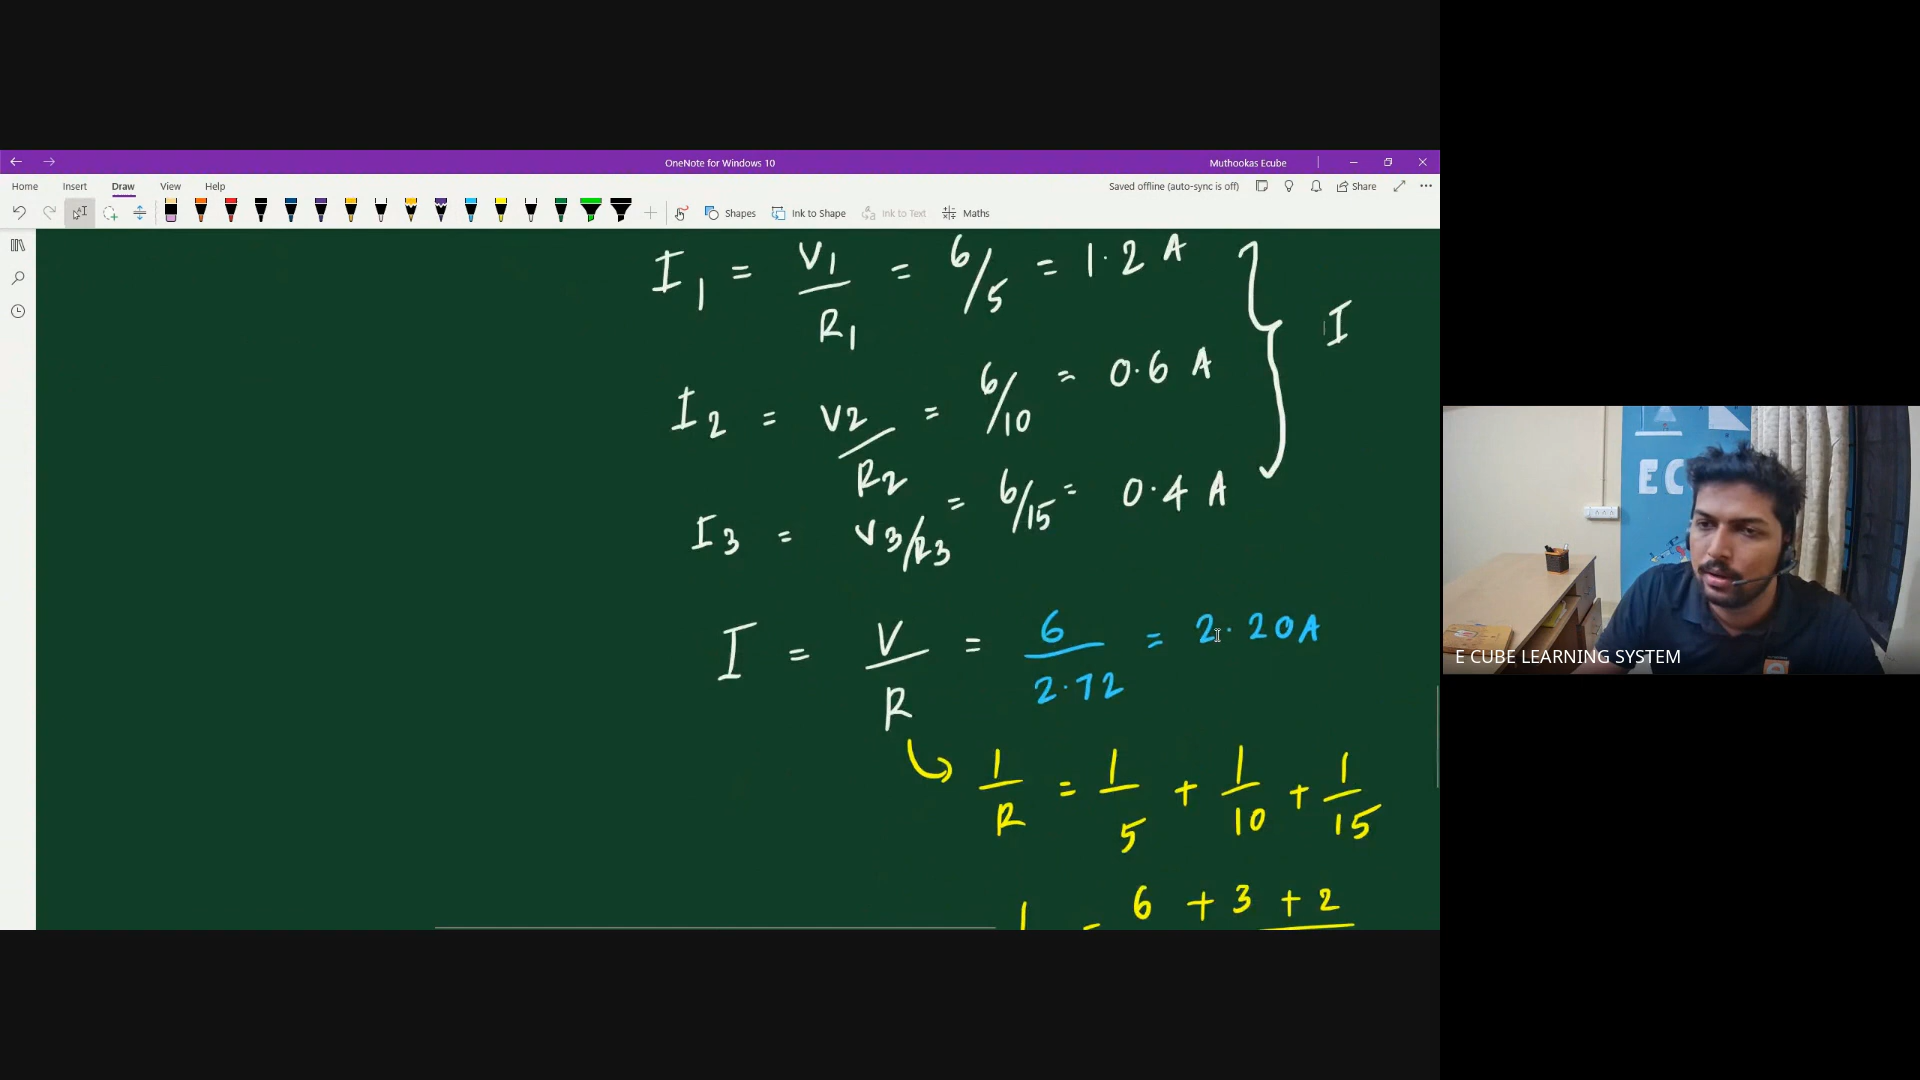 OneNote for Windows 10
Muthookas Ecube
Home Insert Draw View Help
Saved offline (auto-sync is off) Share
Shapes Ink to Shape Ink to Text Maths
I1 = V1/R1 = 6/5 = 1.2 A
I
I2 = V2/R2 = 6/10 = 0.6 A
I3 = V3/R3 = 6/15 = 0.4 A
I = V/R = 6/2.72 = 2.20A
1/R = 1/5 + 1/10 + 1/15
1 = 6 + 3 + 2
EC
E CUBE LEARNING SYSTEM